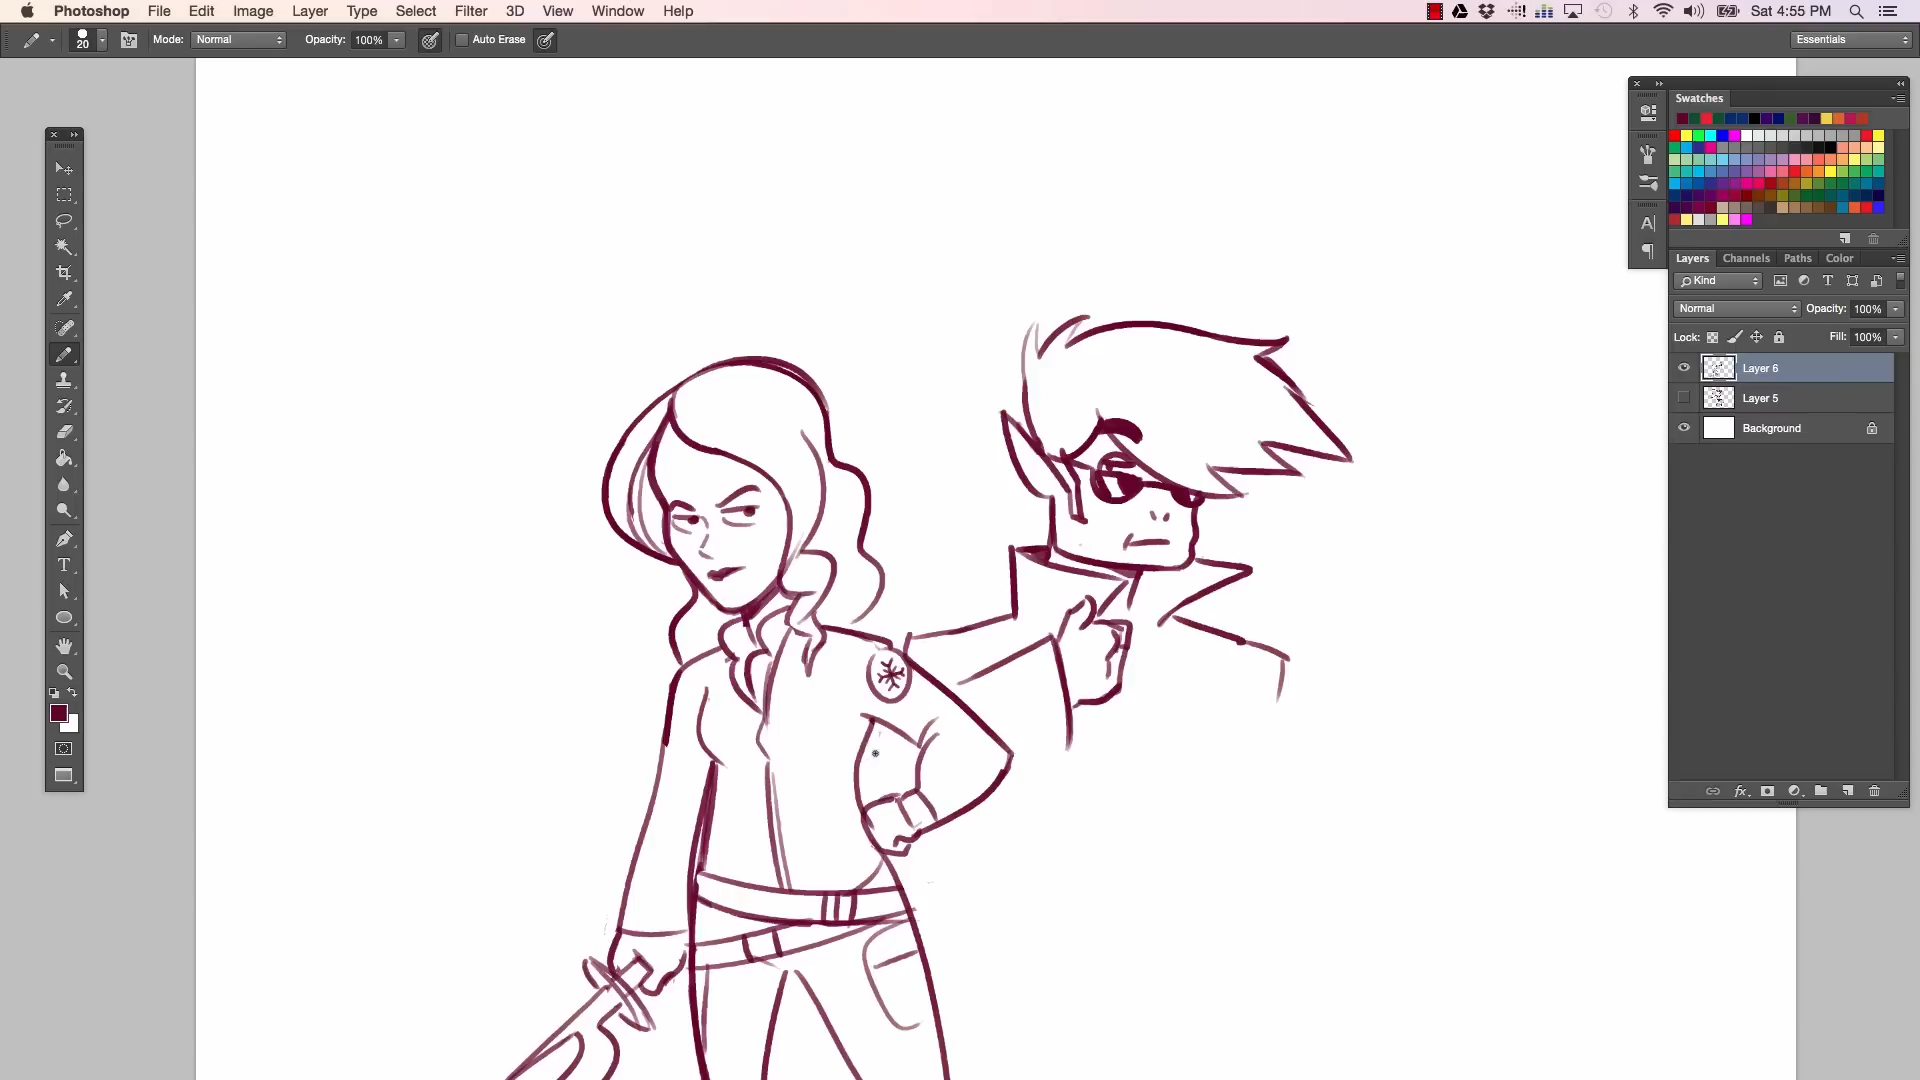 Photoshop File Edit Image Layer Type Select Filter 3D View Window Help Sat 4:55 PM
20 Mode: Normal Opacity: 100% Auto Erase Essentials
Swatches
Layers Channels Paths Color
Kind
Normal Opacity: 100%
Lock: Fill: 100%
Layer 6
Layer 5
Background